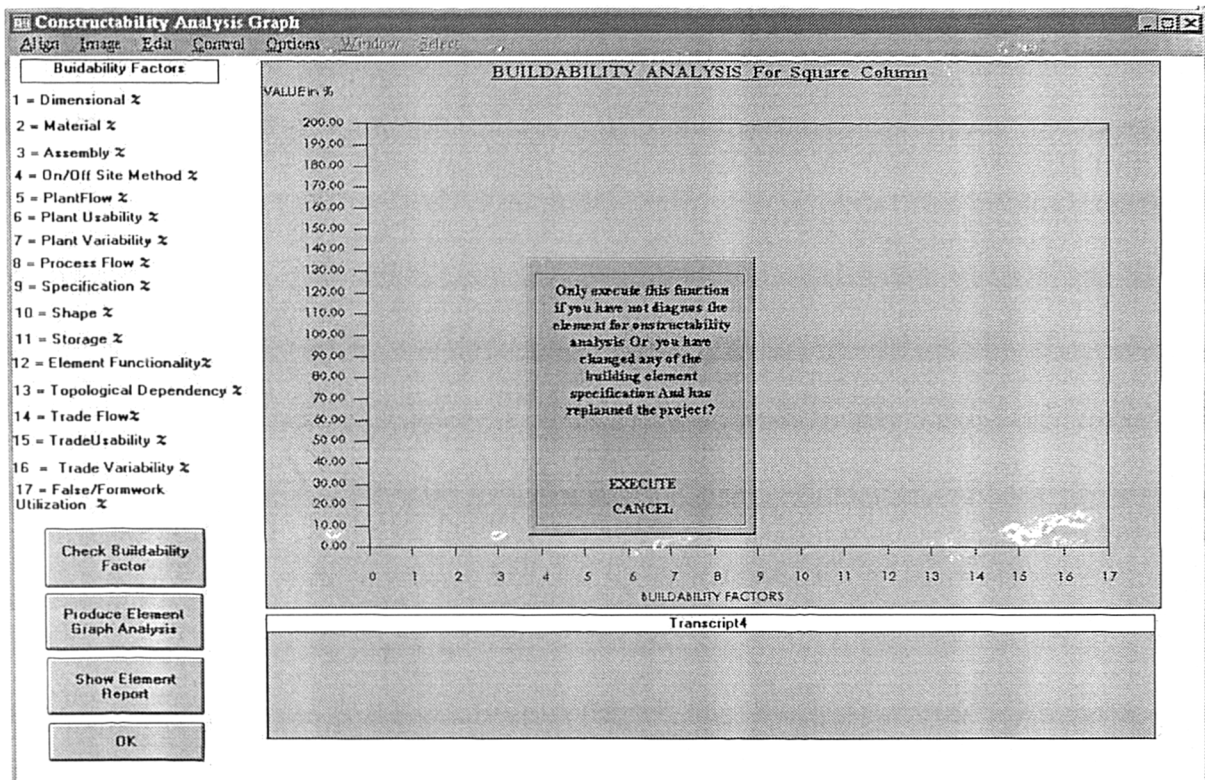 Constructability Analysis Graph
Align Image Edit Control Options Window Select
Buidability Factors
1 = Dimensional %
2 = Material %
3 = Assembly %
4 = On/Off Site Method %
5 = PlantFlow %
6 = Plant Usability %
7 = Plant Variability %
8 = Process Flow %
9 = Specification %
10 = Shape %
11 = Storage %
12 = Element Functionality%
13 = Topological Dependency %
14 = Trade Flow%
15 = TradeUsability %
16 = Trade Variability %
17 = False/Formwork
Utilization %
Check Buildability
Factor
Produce Element
Graph Analysis
Show Element
Report
OK
BUILDABILITY ANALYSIS For Square Column
VALUE in %
200.00
190.00
180.00
170.00
160.00
150.00
140.00
130.00
120.00
110.00
100.00
90.00
80.00
70.00
60.00
50.00
40.00
30.00
20.00
10.00
0.00
Only execute this function
if you have not diagnos the
element for onstructability
analysis Or you have
changed any of the
building element
specification And has
replanned the project?
EXECUTE
CANCEL
0 1 2 3 4 5 6 7 8 9 10 11 12 13 14 15 16 17
BUILDABILITY FACTORS
Transcript4